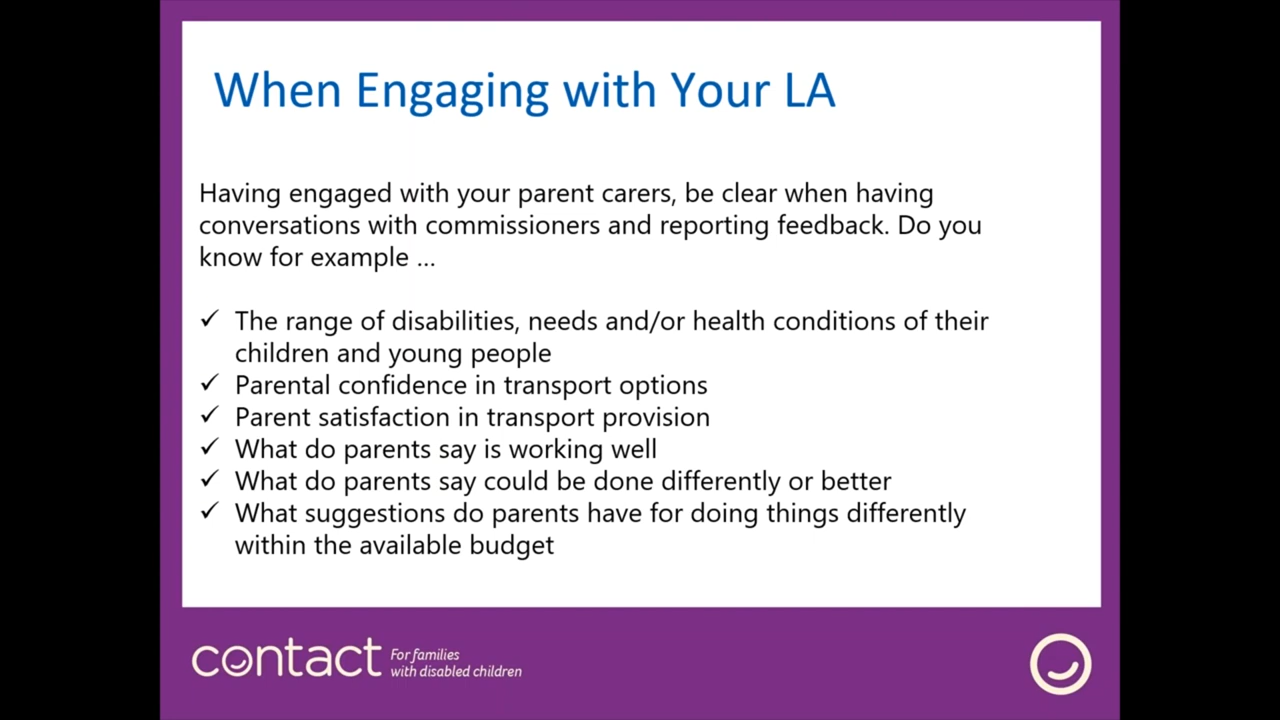 When Engaging with Your LA
Having engaged with your parent carers, be clear when having
conversations with commissioners and reporting feedback. Do you
know for example ...
✓ The range of disabilities, needs and/or health conditions of their
children and young people
✓ Parental confidence in transport options
✓ Parent satisfaction in transport provision
✓ What do parents say is working well
✓ What do parents say could be done differently or better
✓ What suggestions do parents have for doing things differently
within the available budget
contact
For families
with disabled children